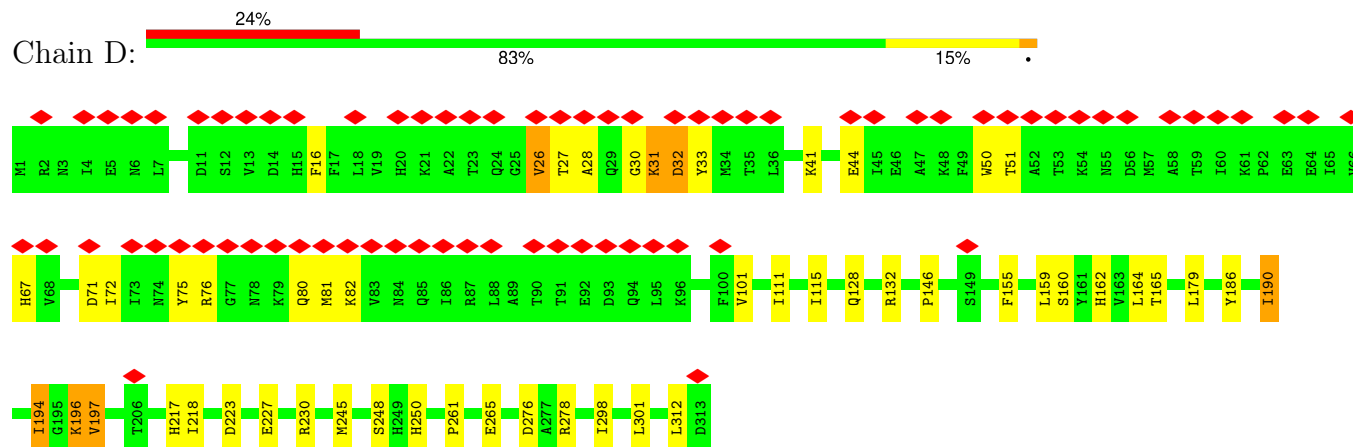 24%
Chain D:
83% 15% •
M1 R2 N3 I4 E5 N6 L7 D11 S12 V13 D14 H15 F16 F17 L18 V19 H20 K21 A22 T23 Q24 G25 V26 T27 A28 Q29 G30 K31 D32 Y33 M34 T35 L36 K41 E44 I45 E46 A47 K48 F49 W50 T51 A52 T53 K54 N55 D56 M57 A58 T59 I60 K61 P62 E63 E64 I65 V66
H67 V68 D71 I72 I73 N74 Y75 R76 G77 N78 K79 Q80 M81 K82 V83 N84 Q85 I86 R87 L88 A89 T90 T91 E92 D93 Q94 L95 K96 F100 V101 I111 I115 Q128 R132 P146 S149 F155 L159 S160 Y161 H162 V163 L164 T165 L179 Y186 I190
I194 G195 K196 V197 T206 H217 I218 D223 E227 R230 M245 S248 H249 H250 P261 E265 D276 A277 R278 I298 L301 L312 D313